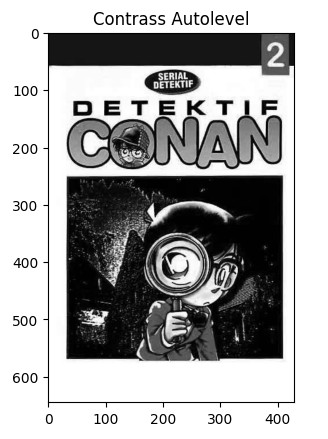 Contrass Autolevel
2
SERIAL
DETEKTIF
DETEKTIF
CONAN
0
100
200
300
400
500
600
0 100 200 300 400